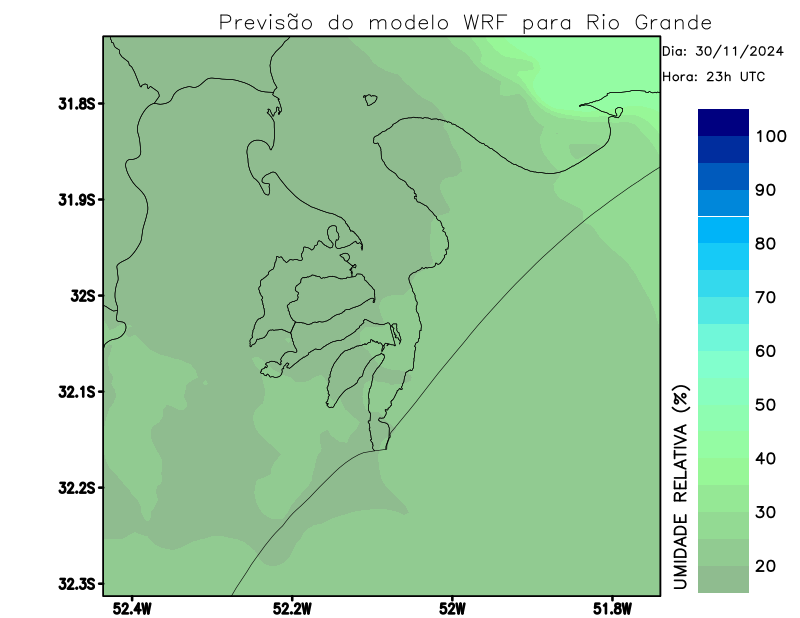 Previsão do modelo WRF para Rio Grande
Dia: 30/11/2024
Hora: 23h UTC
31.8S
31.9S
32S
32.1S
32.2S
32.3S
52.4W
52.2W
52W
51.8W
UMIDADE RELATIVA (%)
100
90
80
70
60
50
40
30
20